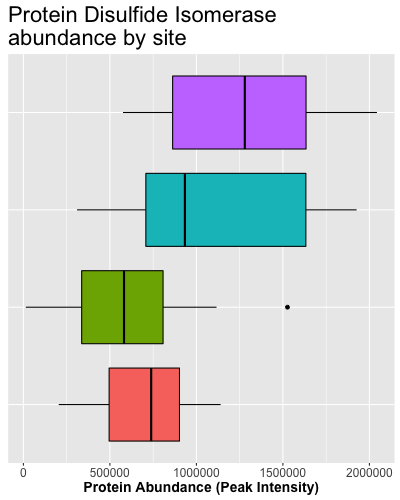 Protein Disulfide Isomerase
abundance by site
0 500000 1000000 1500000 2000000
Protein Abundance (Peak Intensity)